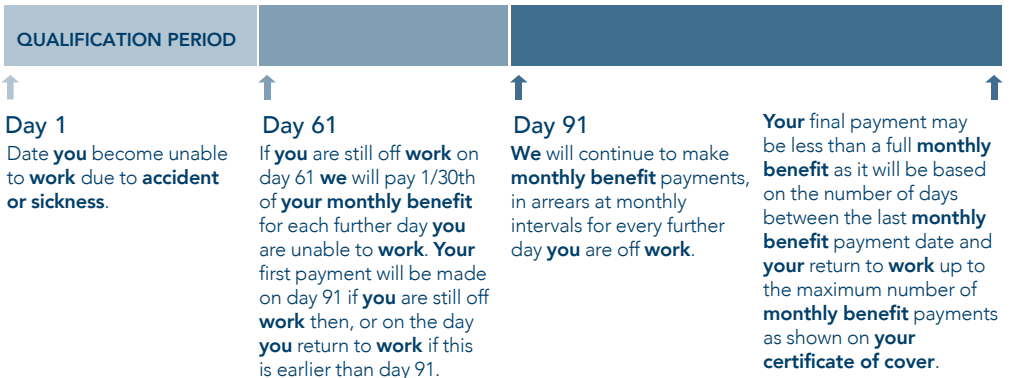 QUALIFICATION PERIOD
Day 1
Date you become unable
to work due to accident
or sickness.
Day 61
If you are still off work on
day 61 we will pay 1/30th
of your monthly benefit
for each further day you
are unable to work. Your
first payment will be made
on day 91 if you are still off
work then, or on the day
you return to work if this
is earlier than day 91.
Day 91
We will continue to make
monthly benefit payments,
in arrears at monthly
intervals for every further
day you are off work.
Your final payment may
be less than a full monthly
benefit as it will be based
on the number of days
between the last monthly
benefit payment date and
your return to work up to
the maximum number of
monthly benefit payments
as shown on your
certificate of cover.